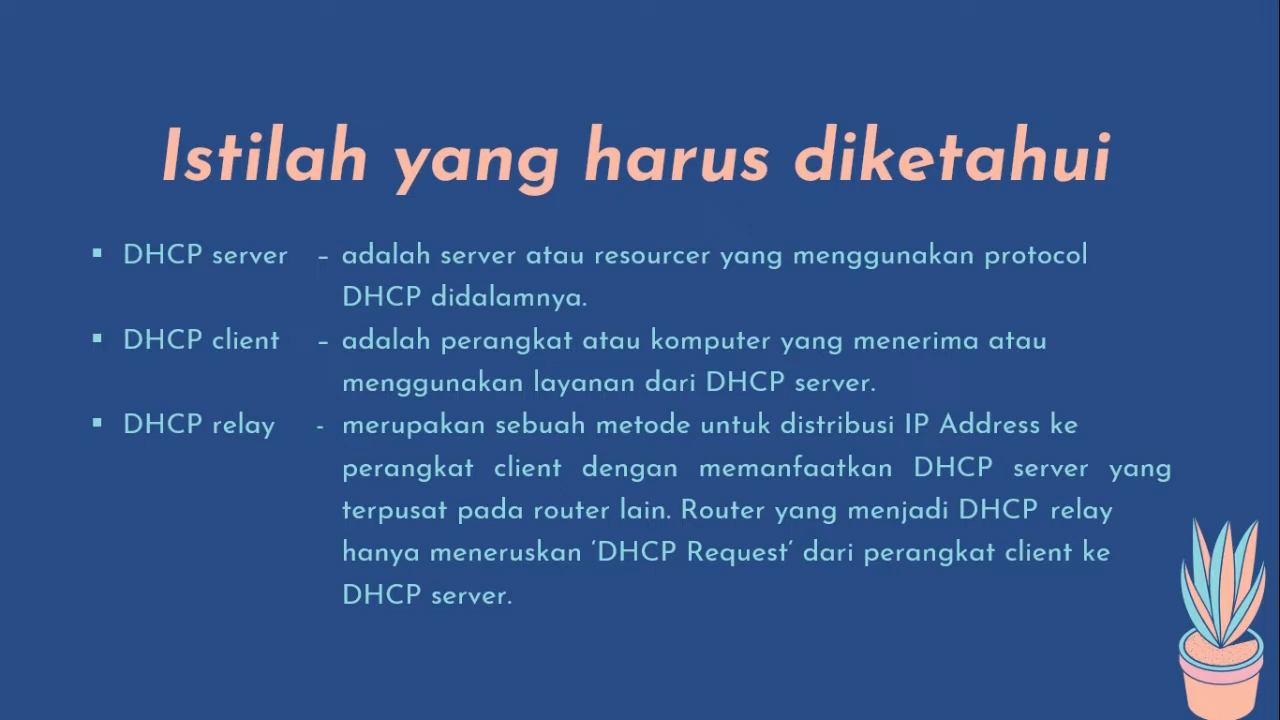 Istilah yang harus diketahui
▪ DHCP server – adalah server atau resourcer yang menggunakan protocol
DHCP didalamnya.
▪ DHCP client – adalah perangkat atau komputer yang menerima atau
menggunakan layanan dari DHCP server.
▪ DHCP relay - merupakan sebuah metode untuk distribusi IP Address ke
perangkat client dengan memanfaatkan DHCP server yang
terpusat pada router lain. Router yang menjadi DHCP relay
hanya meneruskan ‘DHCP Request’ dari perangkat client ke
DHCP server.